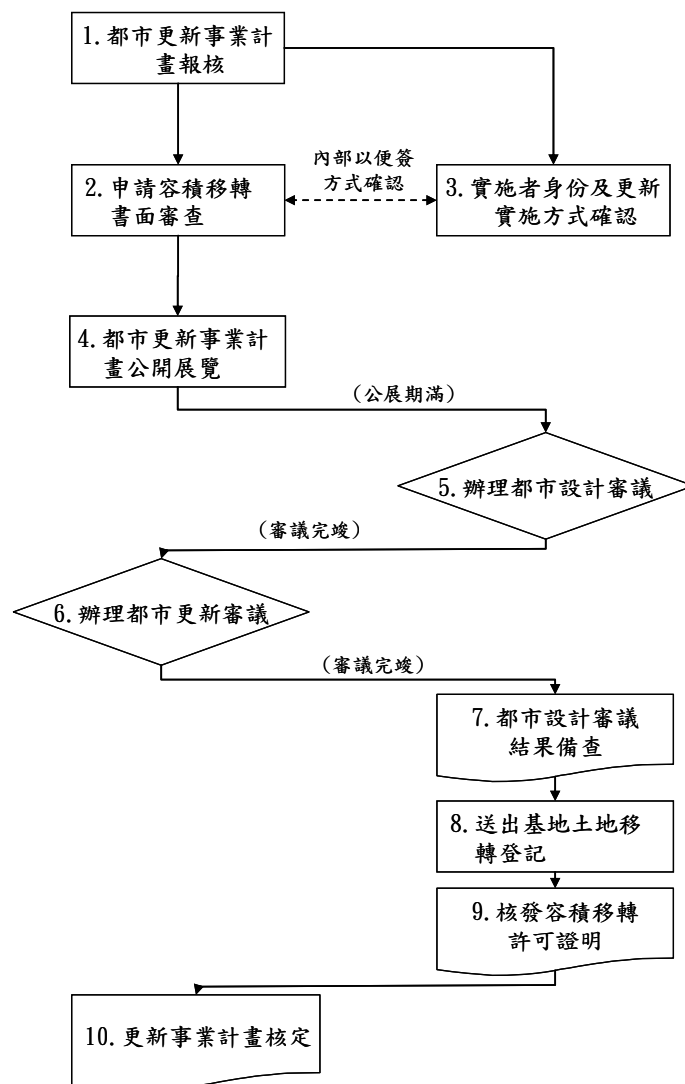 1.都市更新事業計
畫報核
內部以便簽
方式確認
2.申請容積移轉
書面審查
3.實施者身份及更新
實施方式確認
4.都市更新事業計
畫公開展覽
(公展期滿)
5.辦理都市設計審議
(審議完竣)
6.辦理都市更新審議
(審議完竣)
7.都市設計審議
結果備查
8.送出基地土地移
轉登記
9.核發容積移轉
許可證明
10.更新事業計畫核定